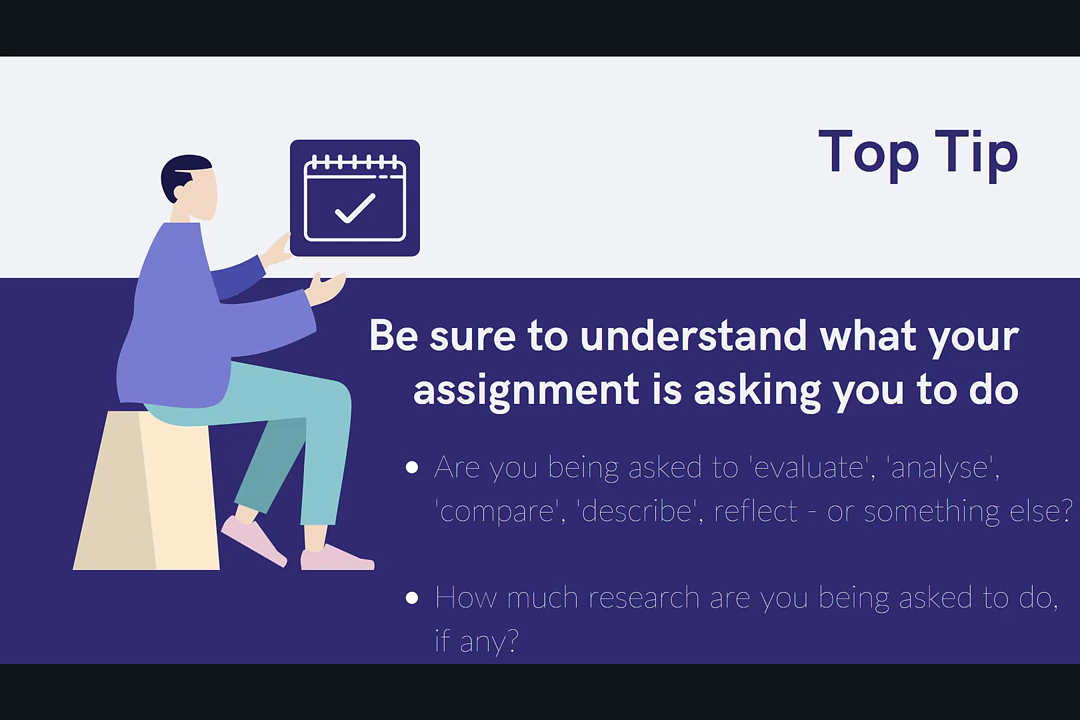 Top Tip
Be sure to understand what your
assignment is asking you to do
Are you being asked to 'evaluate', 'analyse',
'compare', 'describe', reflect - or something else?
How much research are you being asked to do,
if any?